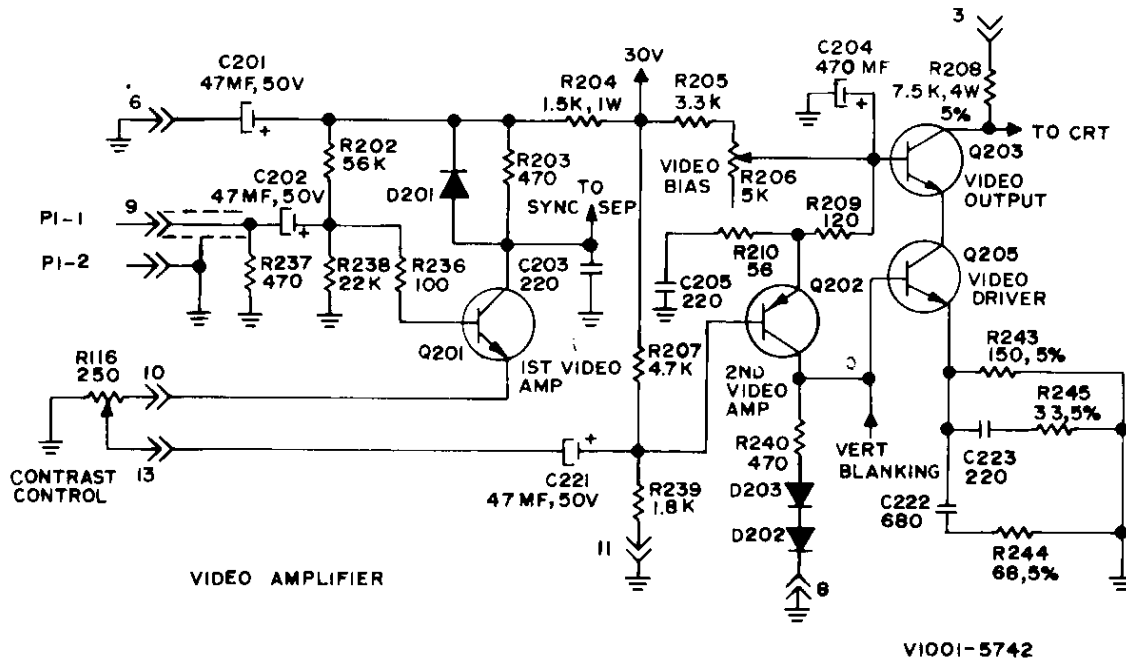 3
C201
47MF, 50V
6
30V
R204
1.5K, 1W
R205
3.3K
C204
470 MF
R208
7.5K, 4W
5%
TO CRT
R202
56K
R203
470
D201
VIDEO
BIAS
R206
5K
Q203
VIDEO
OUTPUT
C202
47MF, 50V
TO
SYNC SEP
R209
120
P1-1
9
P1-2
R237
470
R238
22K
R236
100
C203
220
R210
56
C205
220
Q202
Q205
VIDEO
DRIVER
Q201
1ST VIDEO
AMP
R207
4.7K
2ND
VIDEO
AMP
R243
150, 5%
R116
250
10
R245
33, 5%
CONTRAST
CONTROL
13
C221
47 MF, 50V
R240
470
VERT
BLANKING
C223
220
R239
1.8K
D203
C222
680
11
D202
R244
68, 5%
8
VIDEO AMPLIFIER
V1001-5742